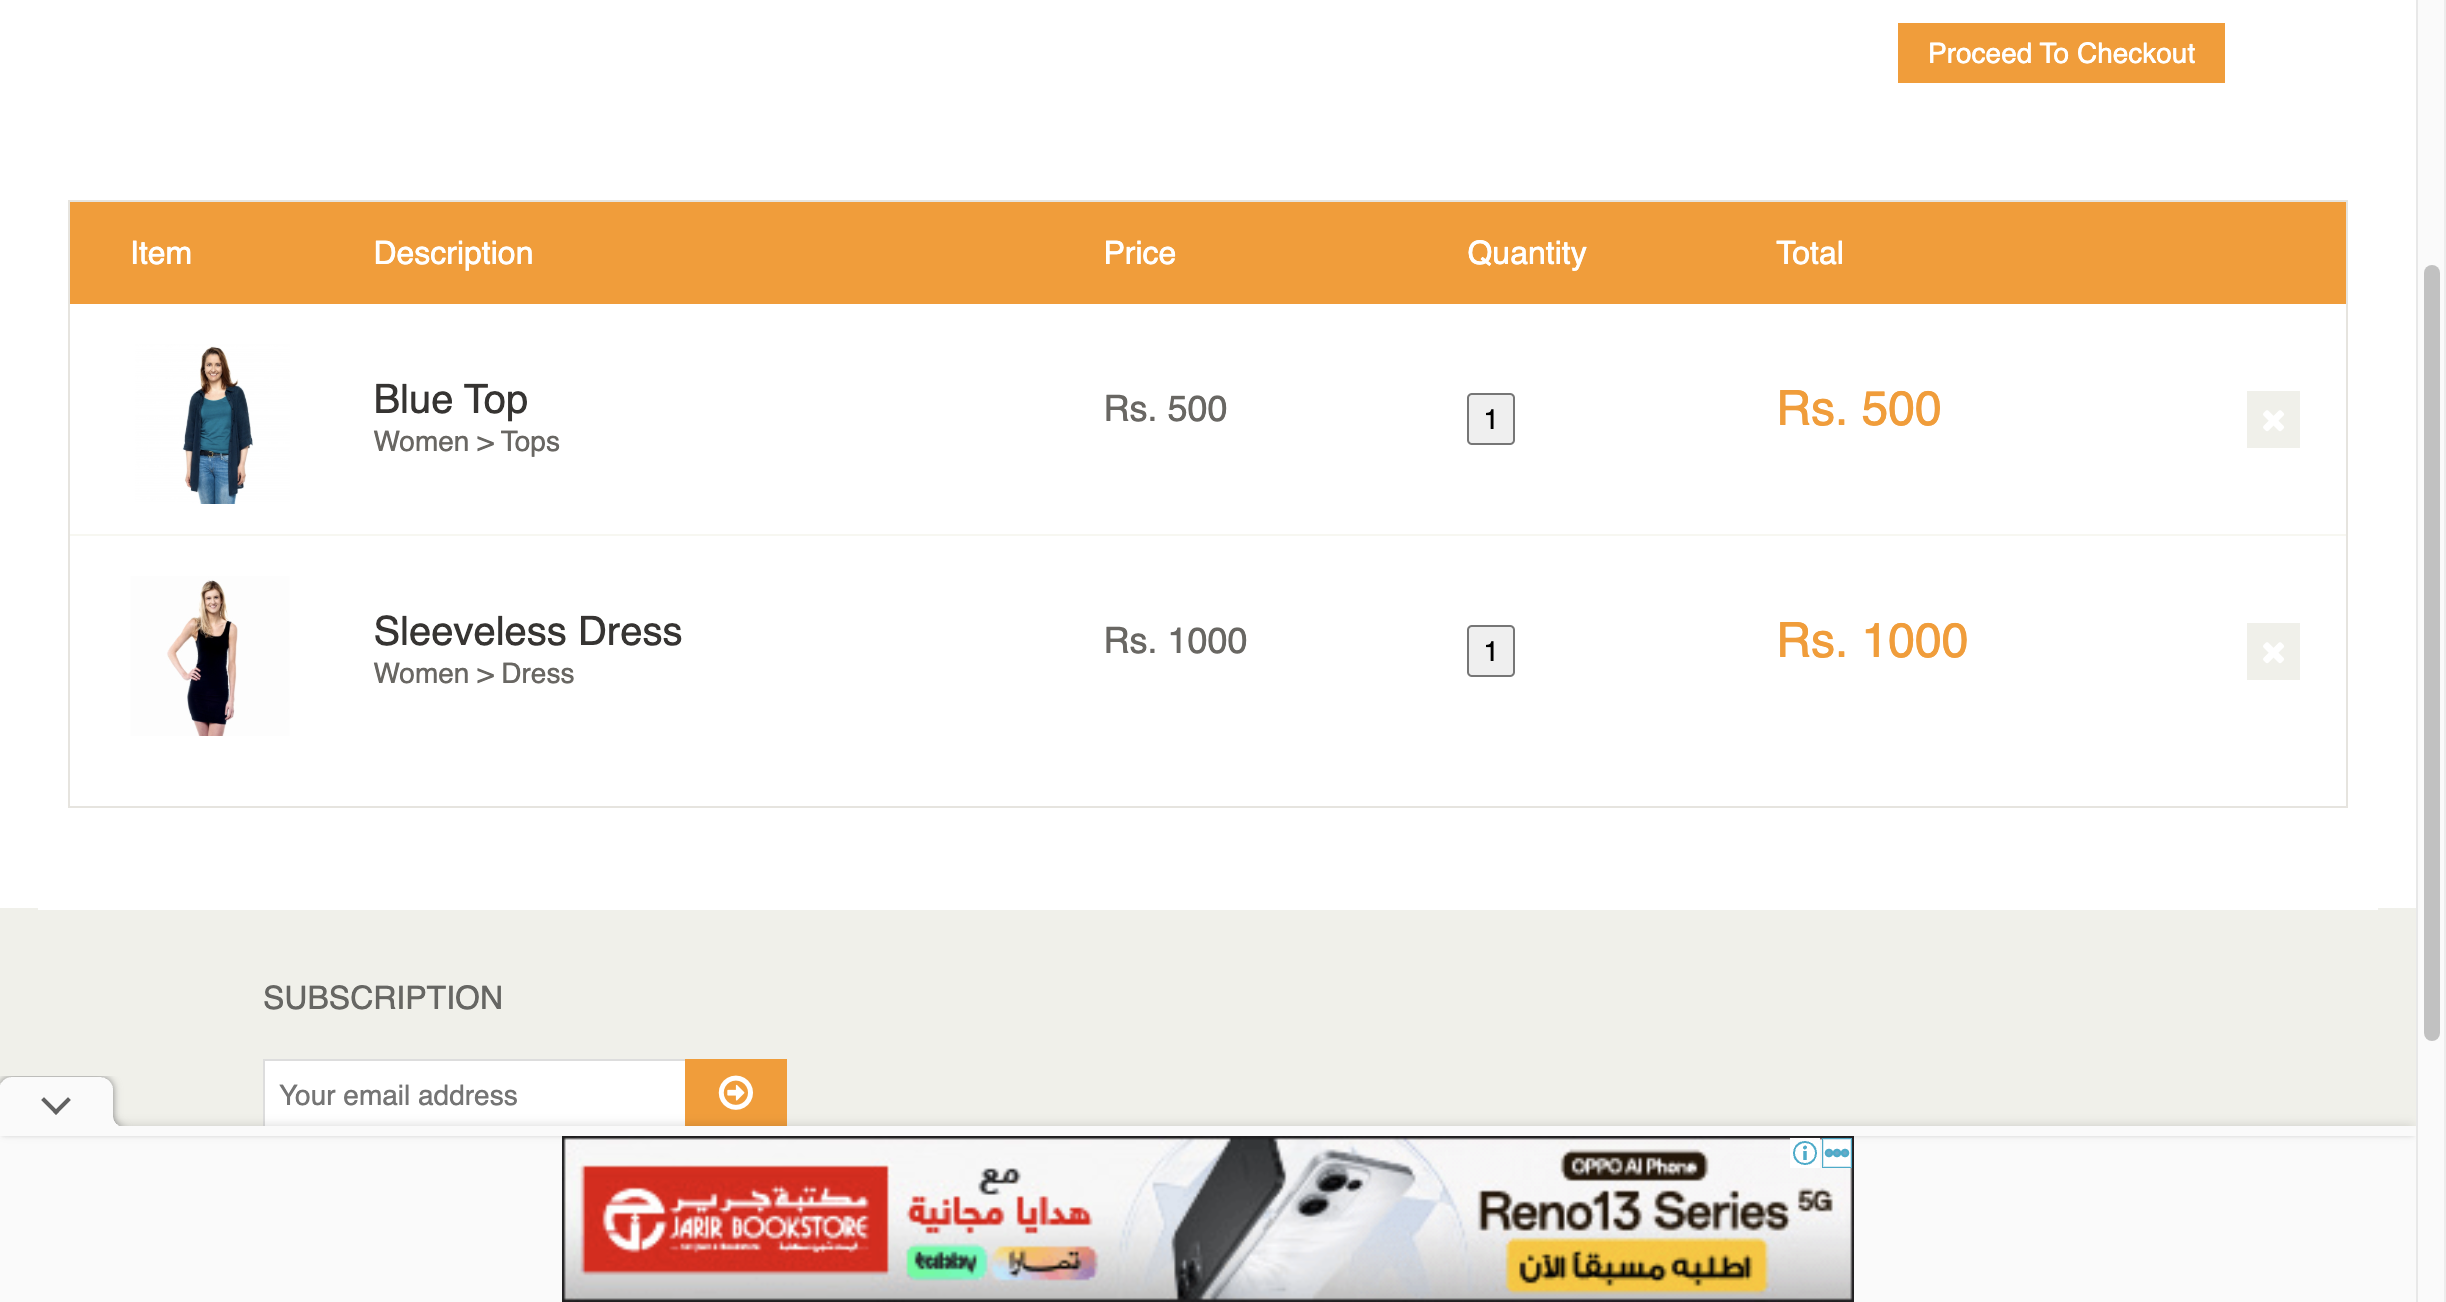 Proceed To Checkout
Item Description Price Quantity Total
Blue Top
Women > Tops
Rs. 500
1
Rs. 500
Sleeveless Dress
Women > Dress
Rs. 1000
1
Rs. 1000
SUBSCRIPTION
Your email address
مكتبة جرير
JARIR BOOKSTORE
مع
هدايا مجانية
تمارا
OPPO AI Phone
Reno13 Series 5G
اطلبه مسبقاً الآن